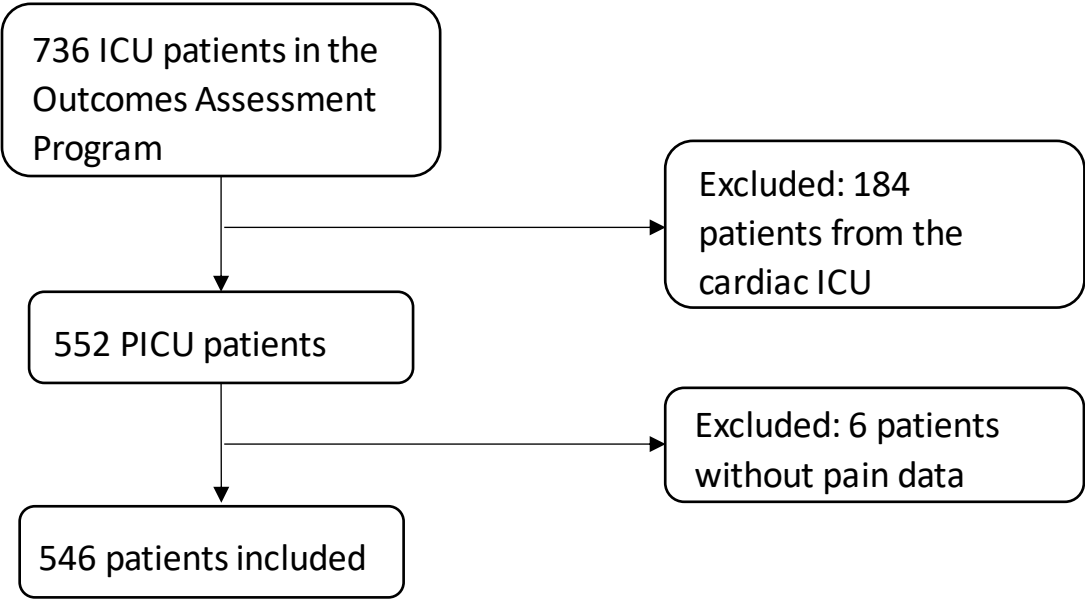 736 ICU patients in the
Outcomes Assessment
Program
Excluded: 184
patients from the
cardiac ICU
552 PICU patients
Excluded: 6 patients
without pain data
546 patients included